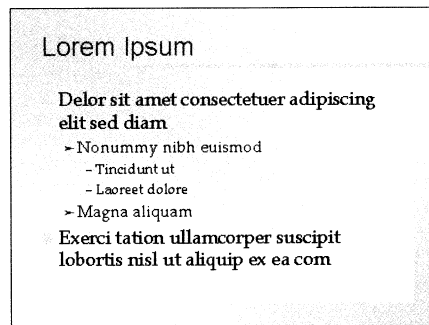 Lorem Ipsum
Delor sit amet consectetuer adipiscing
elit sed diam
➢Nonummy nibh euismod
– Tincidunt ut
– Laoreet dolore
➢Magna aliquam
Exerci tation ullamcorper suscipit
lobortis nisl ut aliquip ex ea com